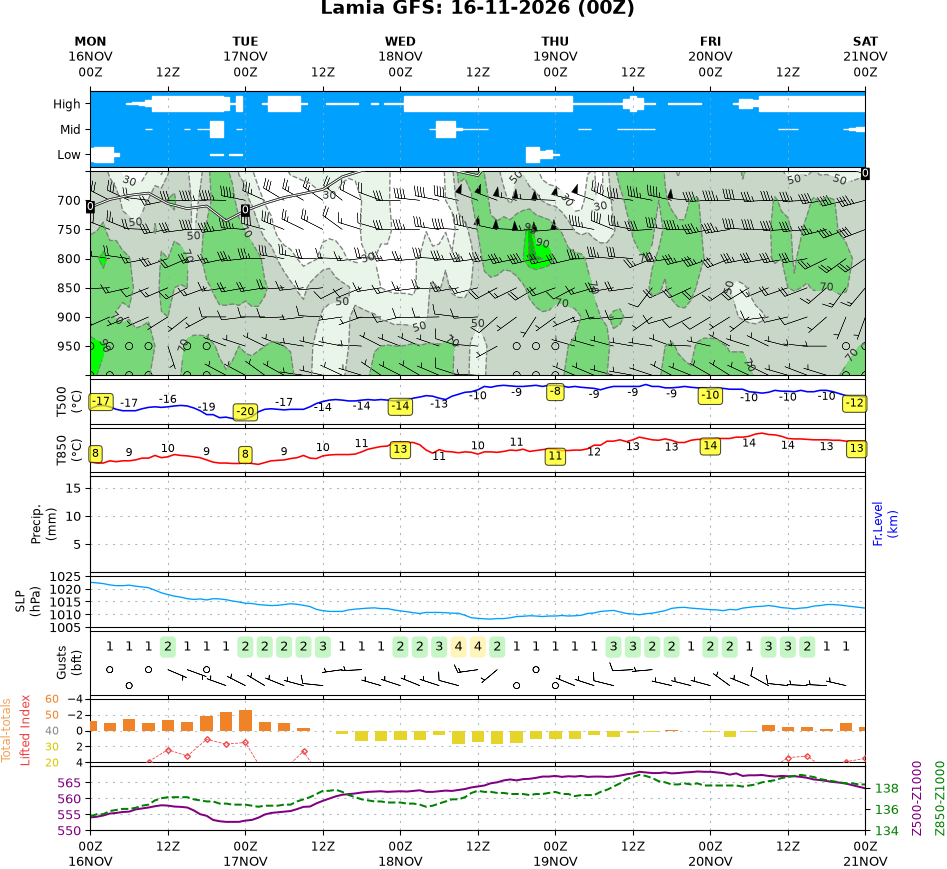 Lamia GFS: 16-11-2026 (00Z)
MON TUE WED THU FRI SAT
16NOV 17NOV 18NOV 19NOV 20NOV 21NOV
00Z 12Z 00Z 12Z 00Z 12Z 00Z 12Z 00Z 12Z 00Z
High
Mid
Low
0 0 0
30 30 30 50 50 50
700
50 50
750
90 90
800
850
50 70 70 50
900
50 50
950
70
T500 (°C)
-17 -17 -16 -19 -20 -17 -14 -14 -14 -13 -10 -9 -8 -9 -9 -9 -10 -10 -10 -10 -12
T850 (°C)
8 9 10 9 8 9 10 11 13 11 10 11 11 12 13 13 14 14 14 13 13
Precip. (mm)
15
10
5
Fr.Level (km)
SLP (hPa)
1025
1020
1015
1010
1005
Gusts (bft)
1 1 1 2 1 1 1 2 2 2 2 3 1 1 1 2 2 3 4 4 2 1 1 1 1 1 3 3 2 2 1 2 2 1 3 3 2 1 1
Total-totals
Lifted Index
60 −4
50 −2
40 0
30 2
20 4
565
560
555
550
138
136
134
Z500-Z1000
Z850-Z1000
00Z 12Z 00Z 12Z 00Z 12Z 00Z 12Z 00Z 12Z 00Z
16NOV 17NOV 18NOV 19NOV 20NOV 21NOV